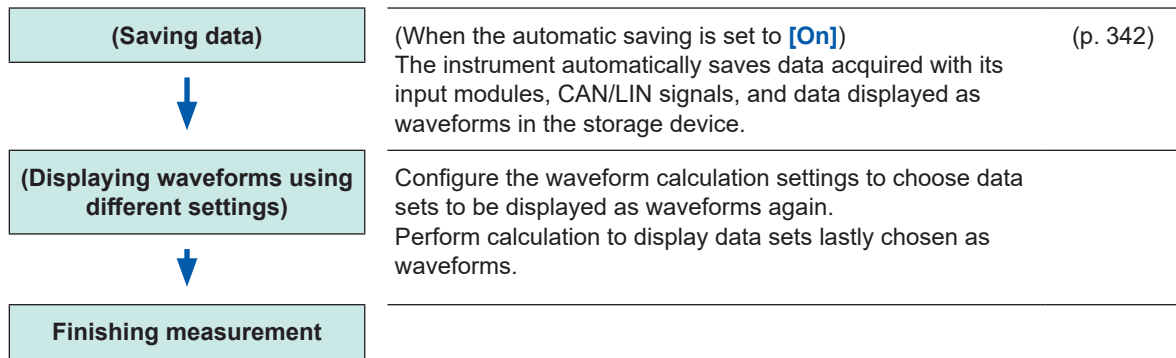 (Saving data)
(When the automatic saving is set to [On])
(p. 342)
The instrument automatically saves data acquired with its
input modules, CAN/LIN signals, and data displayed as
waveforms in the storage device.
(Displaying waveforms using
different settings)
Configure the waveform calculation settings to choose data
sets to be displayed as waveforms again.
Perform calculation to display data sets lastly chosen as
waveforms.
Finishing measurement